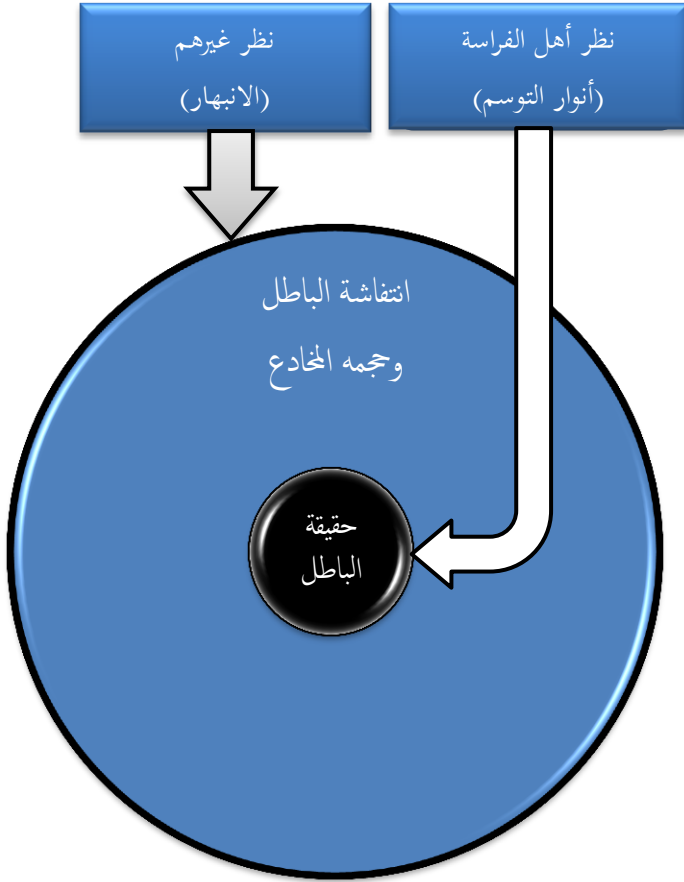 نظر أهل الفراسة
(أنوار التوسم)
نظر غيرهم
(الانبهار)
انتفاشة الباطل
وحجمه المخادع
حقيقة
الباطل